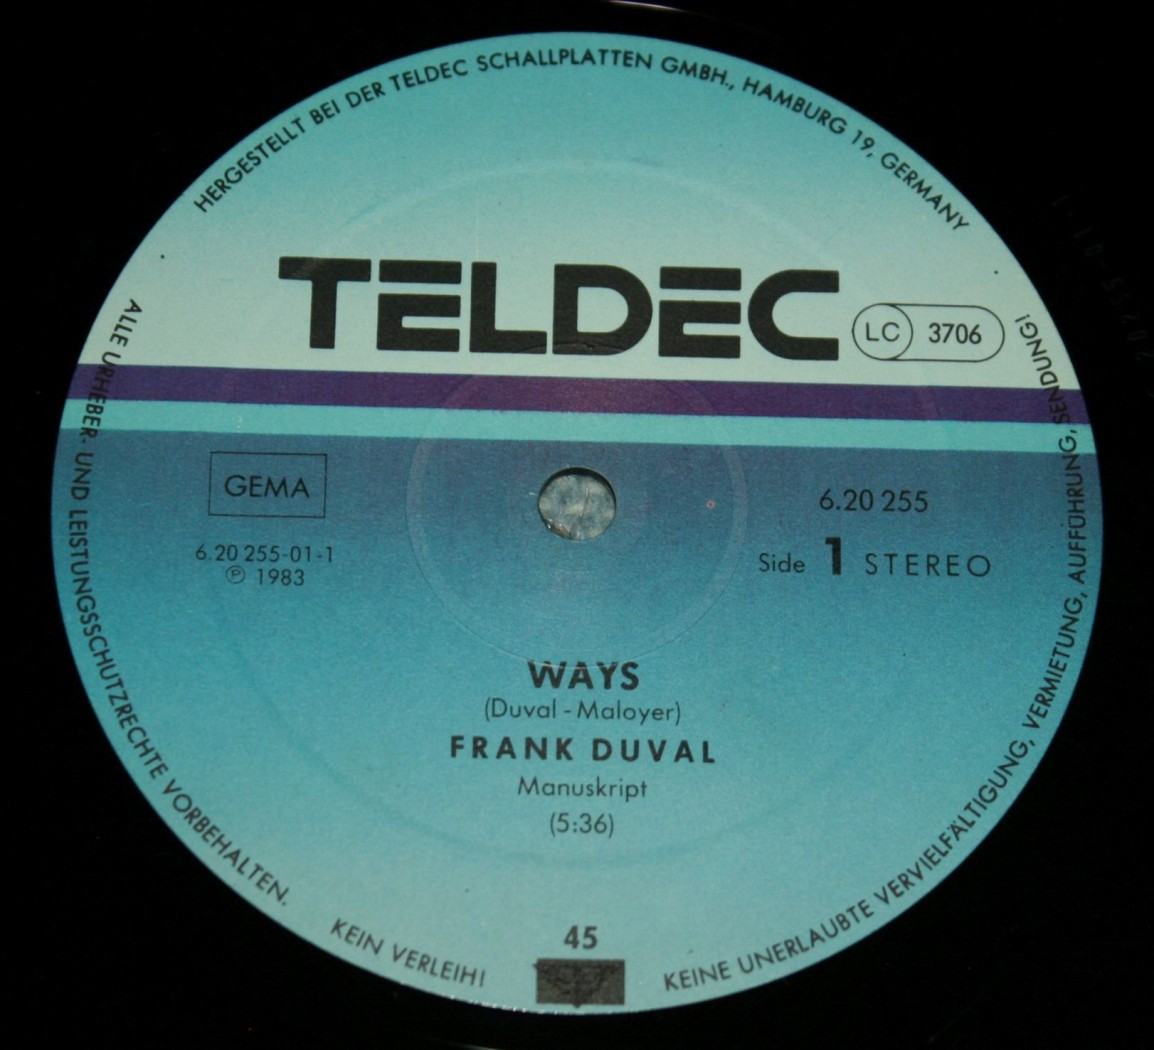 HERGESTELLT BEI DER TELDEC SCHALLPLATTEN GMBH., HAMBURG 19, GERMANY
TELDEC
LC 3706
GEMA
6.20 255-01-1
℗ 1983
6.20 255
Side 1 STEREO
WAYS
(Duval - Maloyer)
FRANK DUVAL
Manuskript
(5:36)
45
ALLE URHEBER- UND LEISTUNGSSCHUTZRECHTE VORBEHALTEN.
KEIN VERLEIH!
KEINE UNERLAUBTE VERVIELFÄLTIGUNG, VERMIETUNG, AUFFÜHRUNG, SENDUNG!